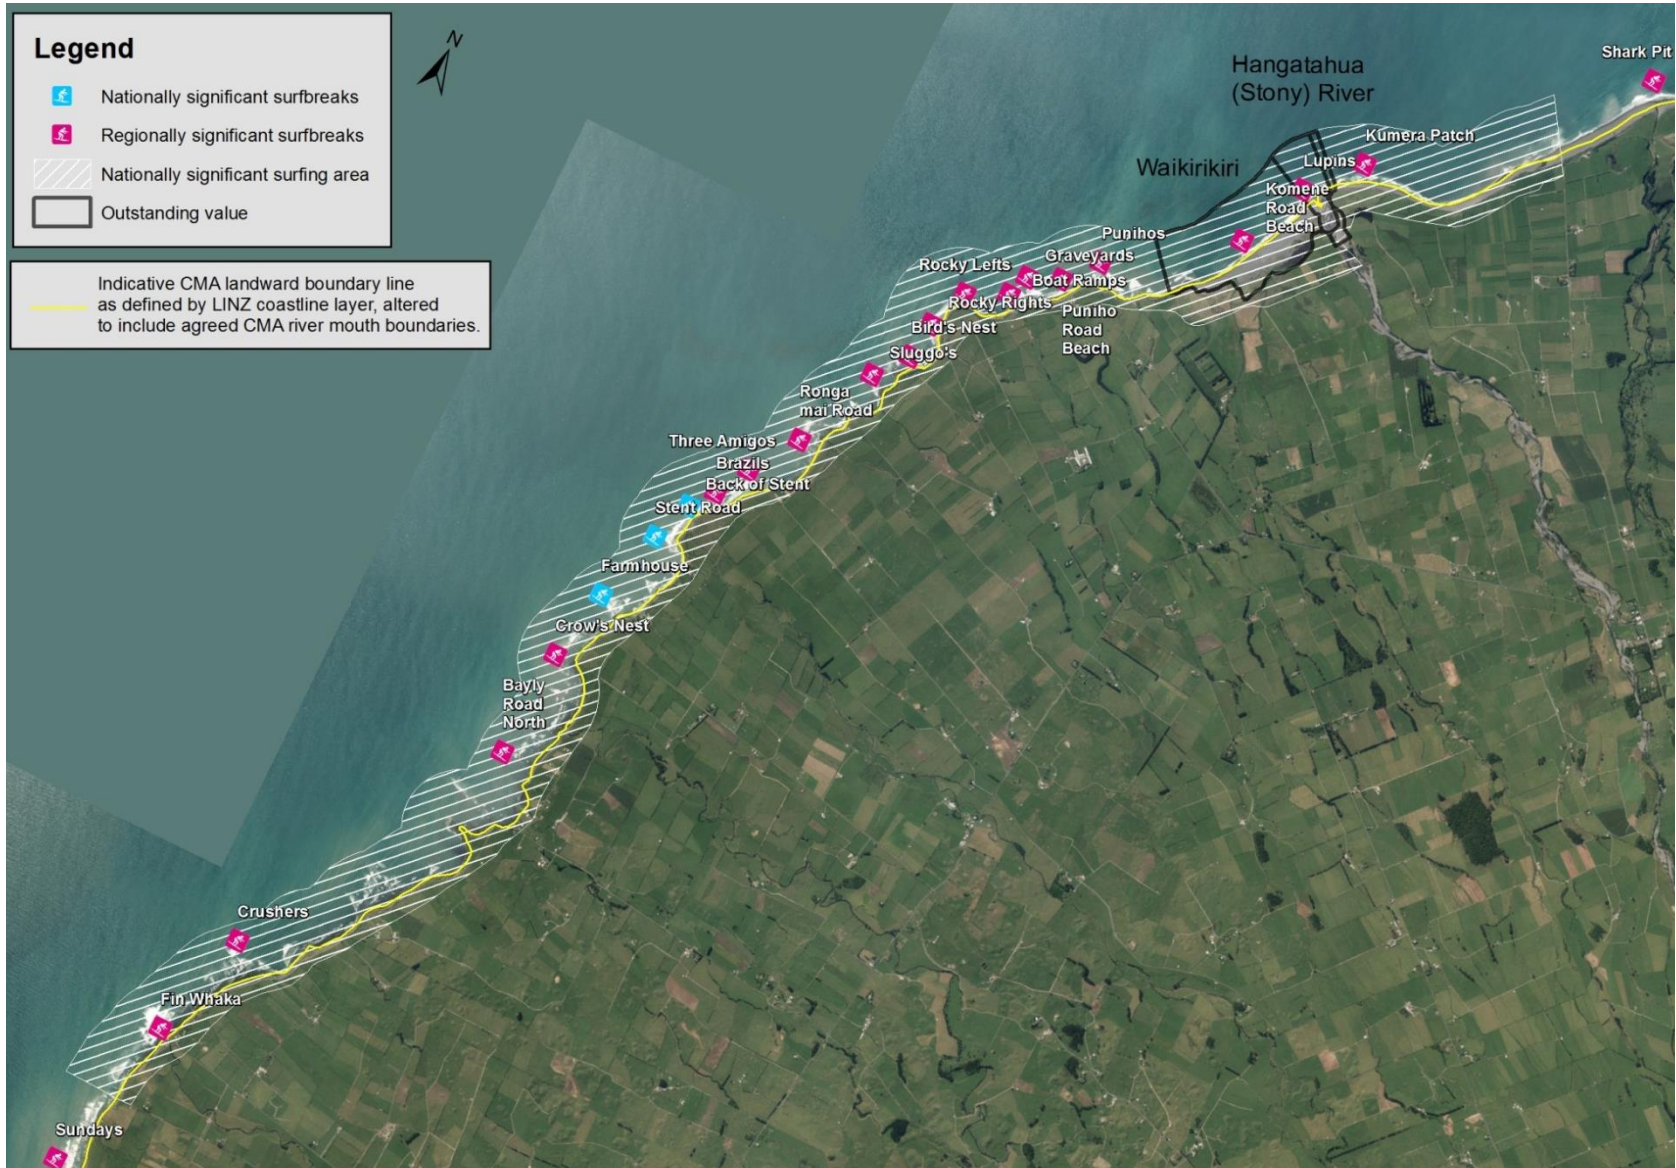 Legend
Nationally significant surfbreaks
Regionally significant surfbreaks
Nationally significant surfing area
Outstanding value
Indicative CMA landward boundary line
as defined by LINZ coastline layer, altered
to include agreed CMA river mouth boundaries.
N
Shark Pit
Hangatahua
(Stony) River
Kumera Patch
Waikirikiri
Lupins
Komene
Road
Beach
Punihos
Graveyards
Rocky Lefts
Boat Ramps
Rocky Rights
Puniho
Road
Beach
Bird's Nest
Sluggo's
Ronga
mai Road
Three Amigos
Brazils
Back of Stent
Stent Road
Farmhouse
Crow's Nest
Bayly
Road
North
Crushers
Fin Whaka
Sundays